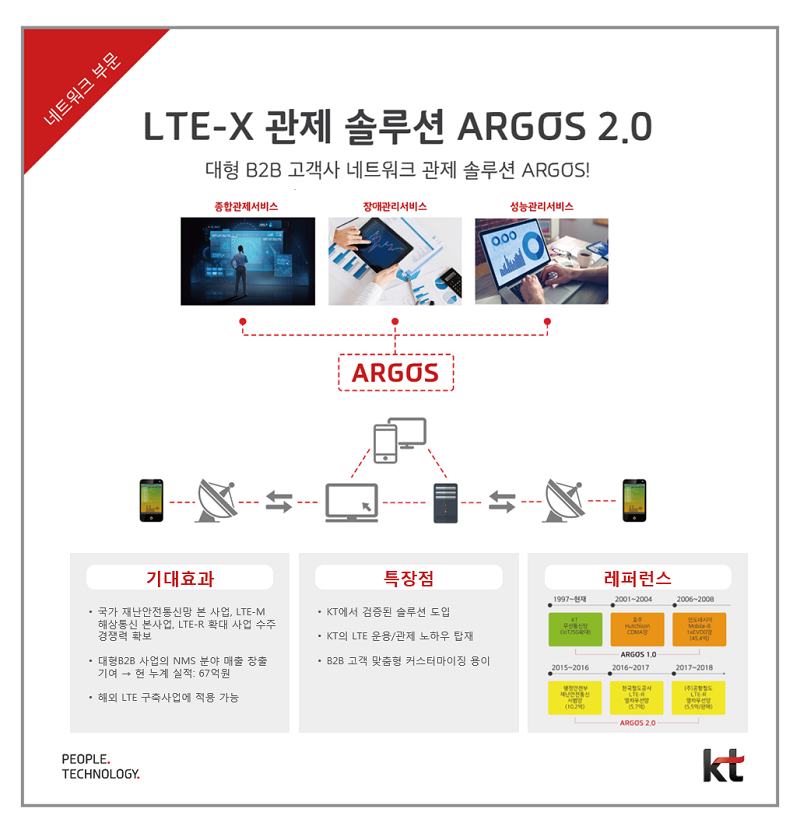 네트워크 부문
LTE-X 관제 솔루션 ARGOS 2.0
대형 B2B 고객사 네트워크 관제 솔루션 ARGOS!
종합관제서비스
장애관리서비스
성능관리서비스
ARGOS
기대효과
• 국가 재난안전통신망 본 사업, LTE-M
해상통신 본사업, LTE-R 확대 사업 수주
경쟁력 확보
• 대형B2B 사업의 NMS 분야 매출 창출
기여 → 현 누계 실적: 67억원
• 해외 LTE 구축사업에 적용 가능
특장점
• KT에서 검증된 솔루션 도입
• KT의 LTE 운용/관제 노하우 탑재
• B2B 고객 맞춤형 커스터마이징 용이
레퍼런스
1997~현재
2001~2004
2006~2008
KT
무선통신망
호주
Hutchison
CDMA망
인도네시아
Mobile-8
1xEVDO망
(45.4억)
ARGOS 1.0
2015~2016
2016~2017
2017~2018
행정안전부
재난안전통신
시범망
(10.2억)
한국철도공사
LTE-R
열차무선망
(5.7억)
(주)공항철도
LTE-R
열차무선망
ARGOS 2.0
PEOPLE.
TECHNOLOGY.
kt